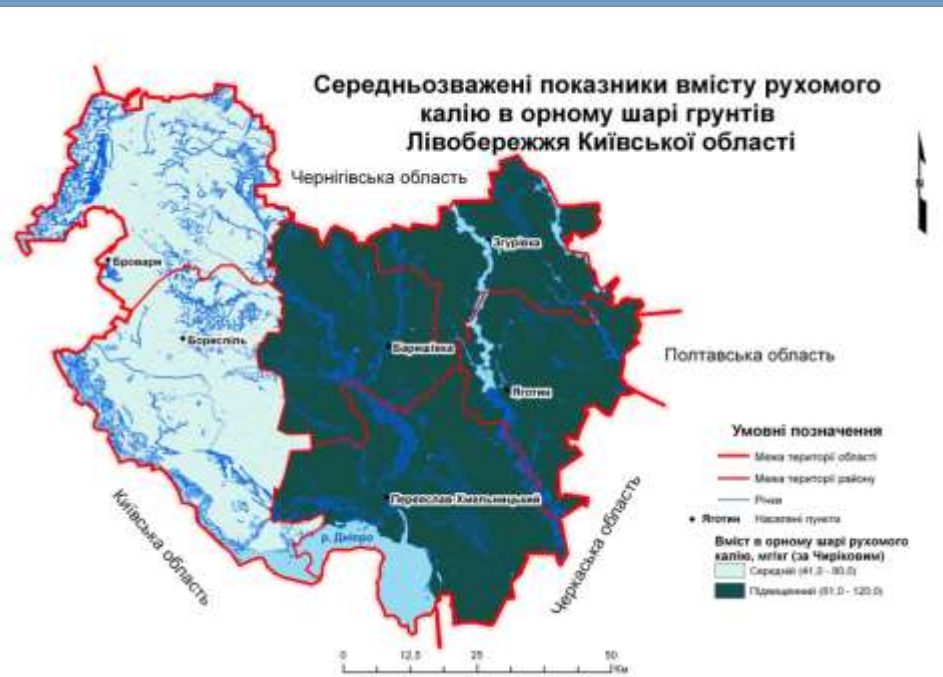 Середньозважені показники вмісту рухомого
калію в орному шарі грунтів
Лівобережжя Київської області
Чернігівська область
Згурівка
Бровари
Бориспіль
Баришівка
Полтавська область
Яготин
Переяслав-Хмельницький
р. Дніпро
Київська область
Черкаська область
Умовні позначення
Межа території області
Межа території району
Річки
Яготин Населені пункти
Вміст в орному шарі рухомого
калію, мг/кг (за Чиріковим)
Середній (41,0 - 80,0)
Підвищений (81,0 - 120,0)
0 12,5 25 50
Км